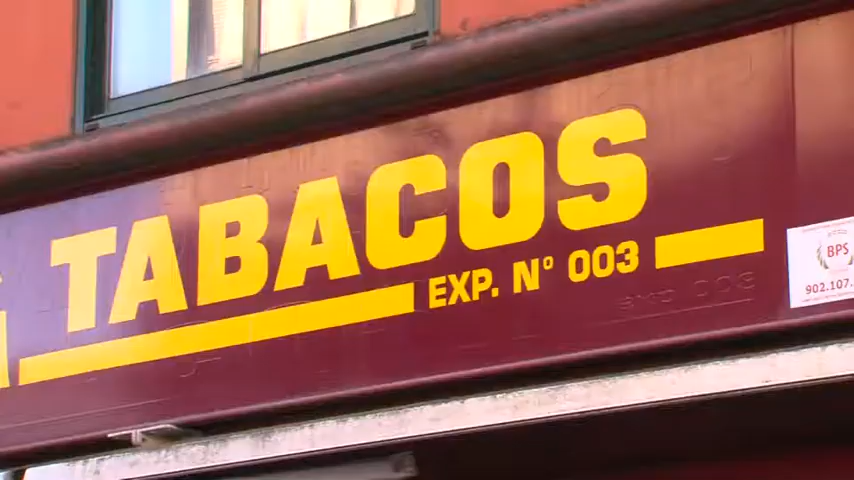 TABACOS
EXP. Nº 003
BPS
902.107.